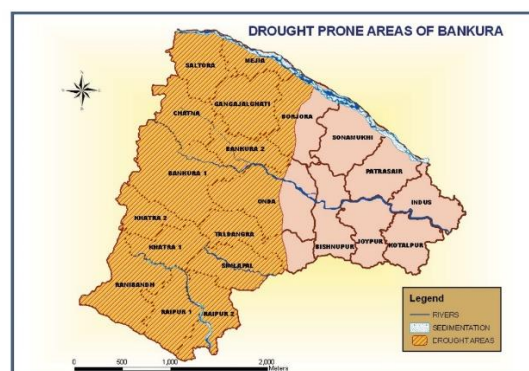 DROUGHT PRONE AREAS OF BANKURA
SALTORA
MEJIA
GANGAJALGHATI
CHATNA
BORJORA
SONAMUKHI
BANKURA 2
PATRASAIR
BANKURA 1
INDUS
ONDA
KHATRA 2
TALDANGRA
BISHNUPUR
JOYPUR
KOTALPUR
KHATRA 1
SIMLAPAL
RANIBANDH
RAIPUR 1
RAIPUR 2
Legend
RIVERS
SEDIMENTATION
DROUGHT AREAS
0 500 1,000 2,000
Meters